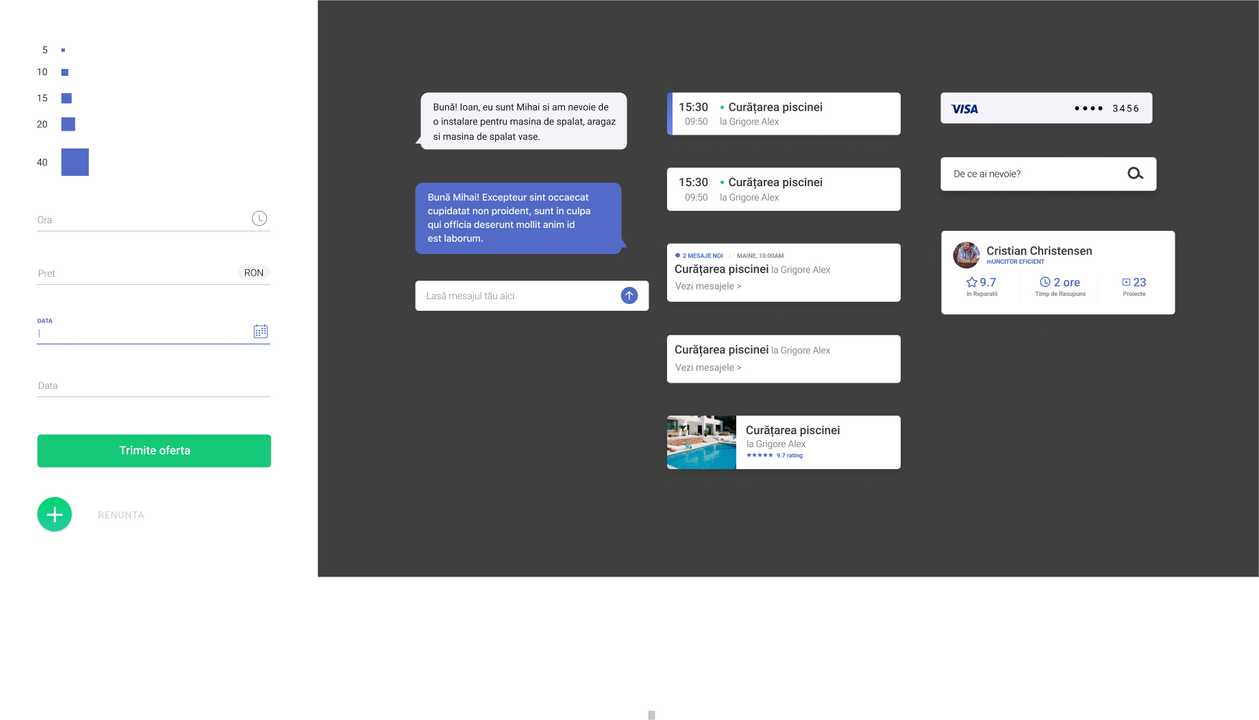 5
10
15
20
40
Ora
Pret
RON
DATA
Data
Trimite oferta
RENUNTA
Bună! Ioan, eu sunt Mihai si am nevoie de
o instalare pentru masina de spalat, aragaz
si masina de spalat vase.
Bună Mihai! Excepteur sint occaecat
cupidatat non proident, sunt in culpa
qui officia deserunt mollit anim id
est laborum.
Lasă mesajul tău aici
15:30 • Curățarea piscinei
09:50 la Grigore Alex
15:30 • Curățarea piscinei
09:50 la Grigore Alex
2 MESAJE NOI MAINE, 10:00AM
Curățarea piscinei la Grigore Alex
Vezi mesajele >
Curățarea piscinei la Grigore Alex
Vezi mesajele >
Curățarea piscinei
la Grigore Alex
★★★★★ 9.7 rating
VISA •••• 3456
De ce ai nevoie?
Cristian Christensen
mUNCITOR EFICIENT
9.7 2 ore 23
in Reparatii Timp de Rasupuns Proiecte